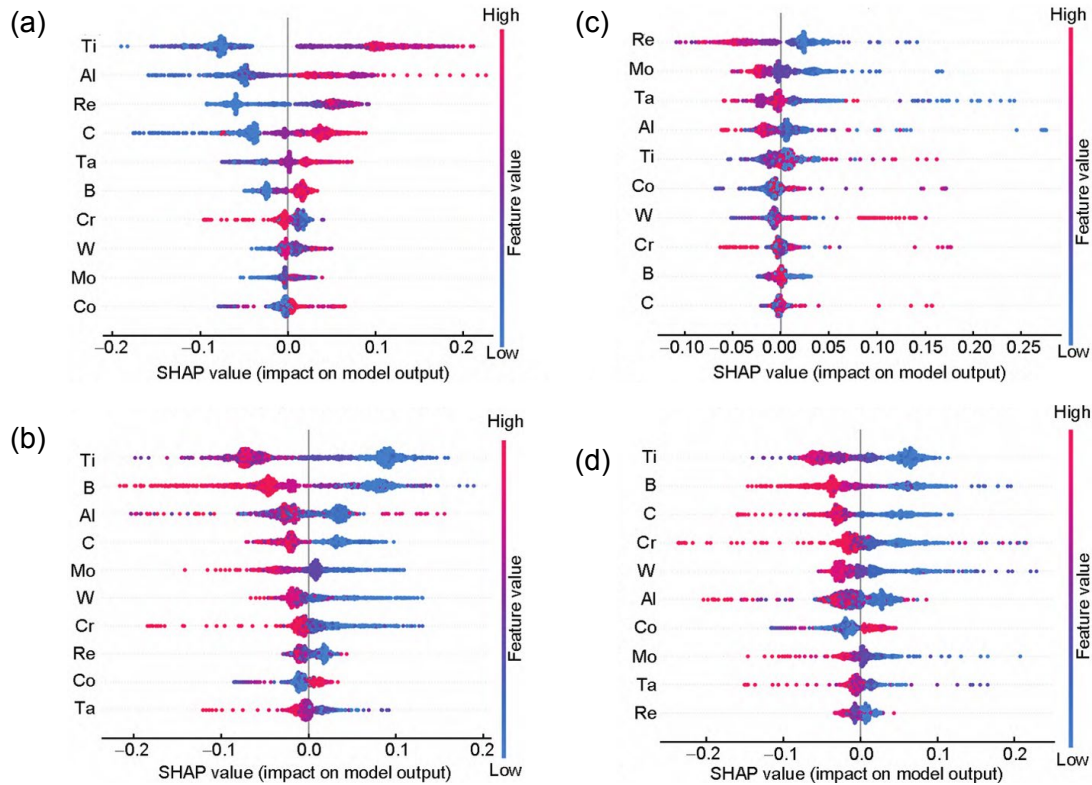 (a)
High
Ti
Al
Re
C
Ta
B
Cr
W
Mo
Co
Feature value
Low
−0.2 −0.1 0.0 0.1 0.2
SHAP value (impact on model output)
(c)
High
Re
Mo
Ta
Al
Ti
Co
W
Cr
B
C
Feature value
Low
−0.10 −0.05 0.00 0.05 0.10 0.15 0.20 0.25
SHAP value (impact on model output)
(b)
High
Ti
B
Al
C
Mo
W
Cr
Re
Co
Ta
Feature value
Low
−0.2 −0.1 0.0 0.1 0.2
SHAP value (impact on model output)
(d)
High
Ti
B
C
Cr
W
Al
Co
Mo
Ta
Re
Feature value
Low
−0.2 −0.1 0.0 0.1 0.2
SHAP value (impact on model output)